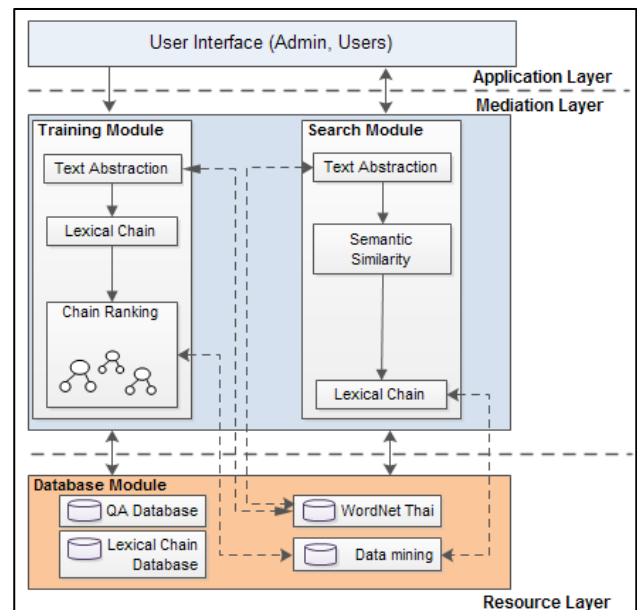 User Interface (Admin, Users)
Application Layer
Mediation Layer
Training Module
Text Abstraction
Lexical Chain
Chain Ranking
Search Module
Text Abstraction
Semantic
Similarity
Lexical Chain
Database Module
QA Database
Lexical Chain
Database
WordNet Thai
Data mining
Resource Layer